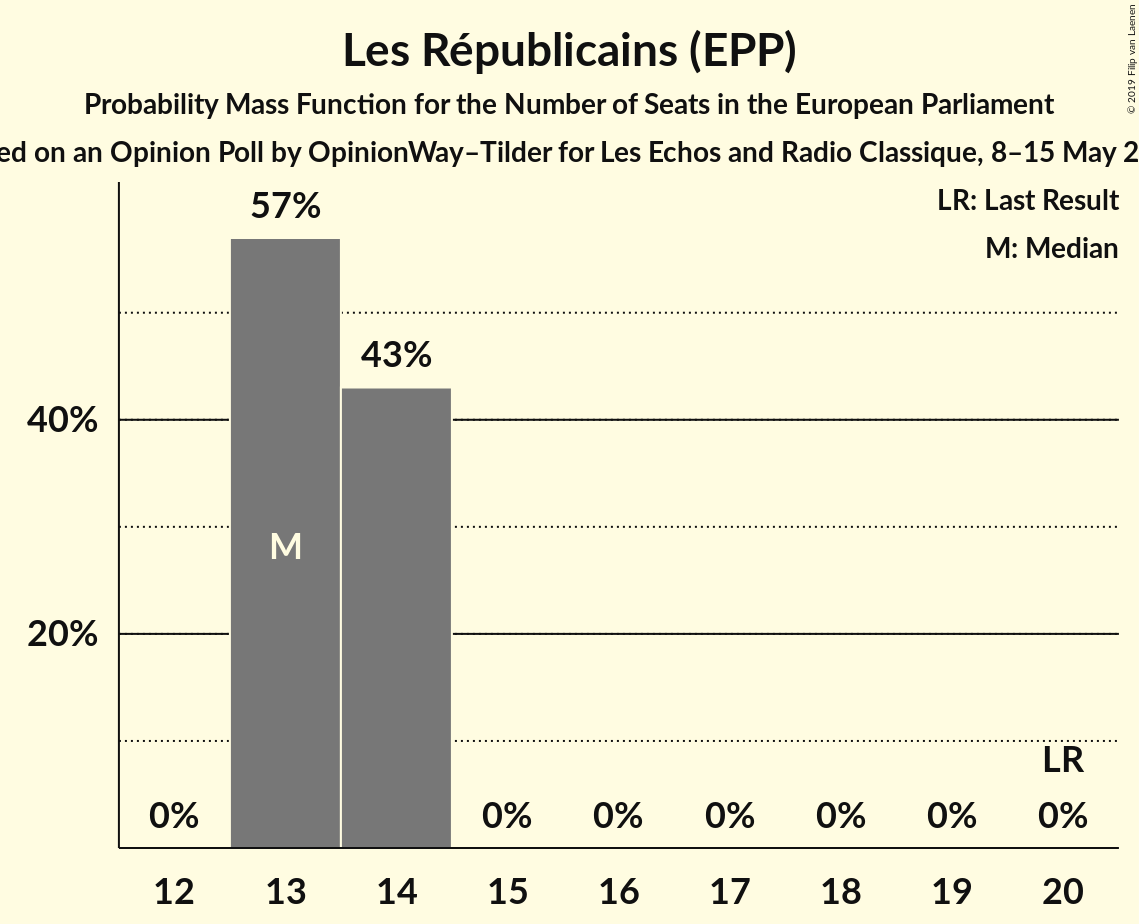 Les Républicains (EPP)
Probability Mass Function for the Number of Seats in the European Parliament
ed on an Opinion Poll by OpinionWay–Tilder for Les Echos and Radio Classique, 8–15 May 2
© 2019 Filip van Laenen
LR: Last Result
M: Median
57%
43%
40%
M
20%
LR
0% 0% 0% 0% 0% 0% 0%
12 13 14 15 16 17 18 19 20